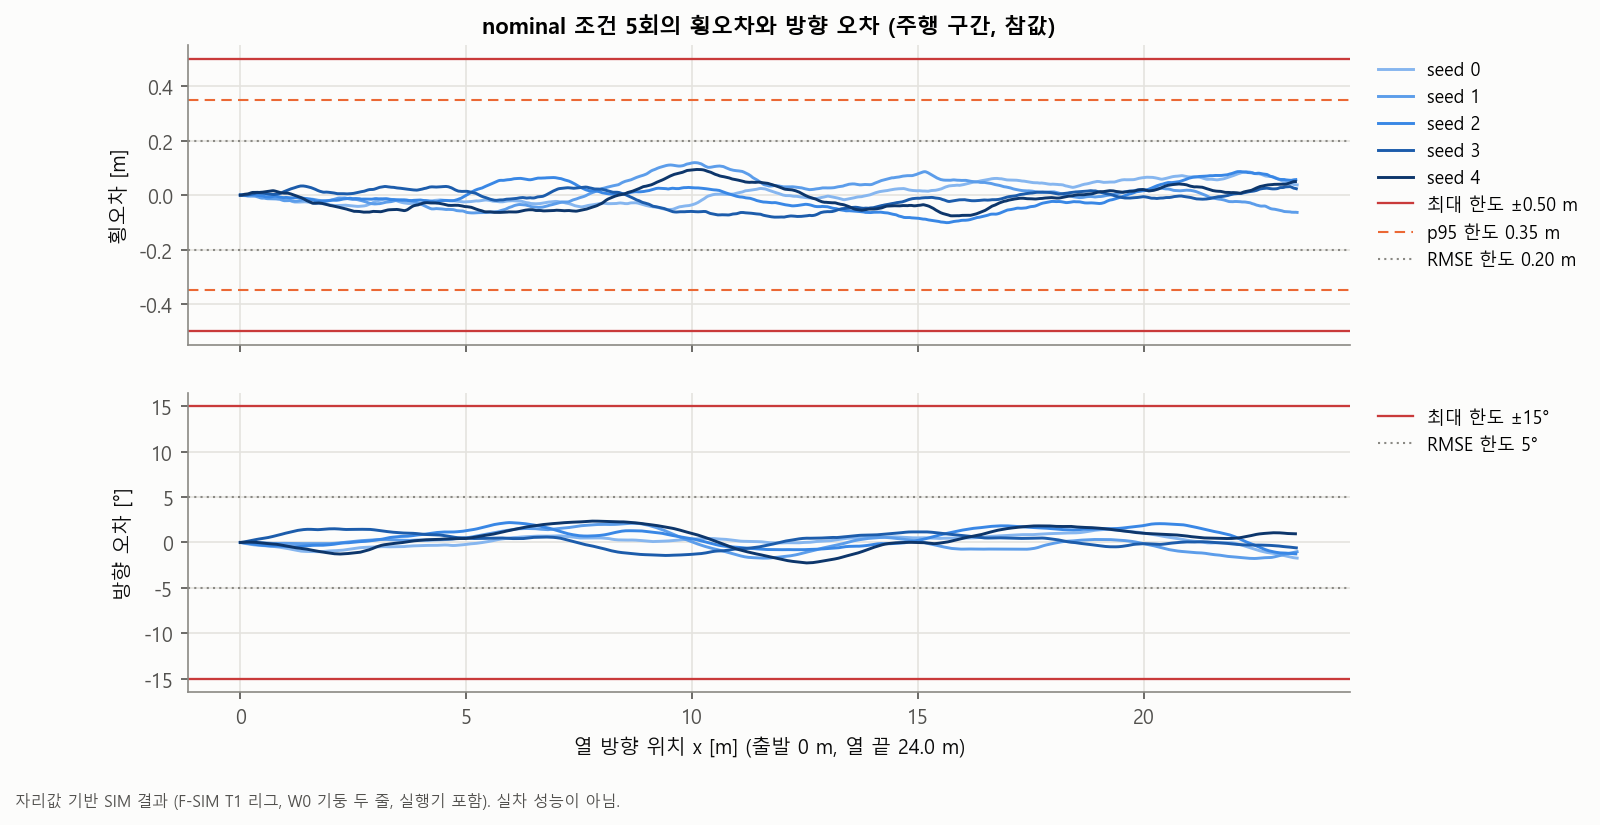 nominal 조건 5회의 횡오차와 방향 오차 (주행 구간, 참값)
횡오차 [m]
0.4
0.2
0.0
-0.2
-0.4
seed 0
seed 1
seed 2
seed 3
seed 4
최대 한도 ±0.50 m
p95 한도 0.35 m
RMSE 한도 0.20 m
방향 오차 [°]
15
10
5
0
-5
-10
-15
최대 한도 ±15°
RMSE 한도 5°
0
5
10
15
20
열 방향 위치 x [m] (출발 0 m, 열 끝 24.0 m)
자리값 기반 SIM 결과 (F-SIM T1 리그, W0 기둥 두 줄, 실행기 포함). 실차 성능이 아님.